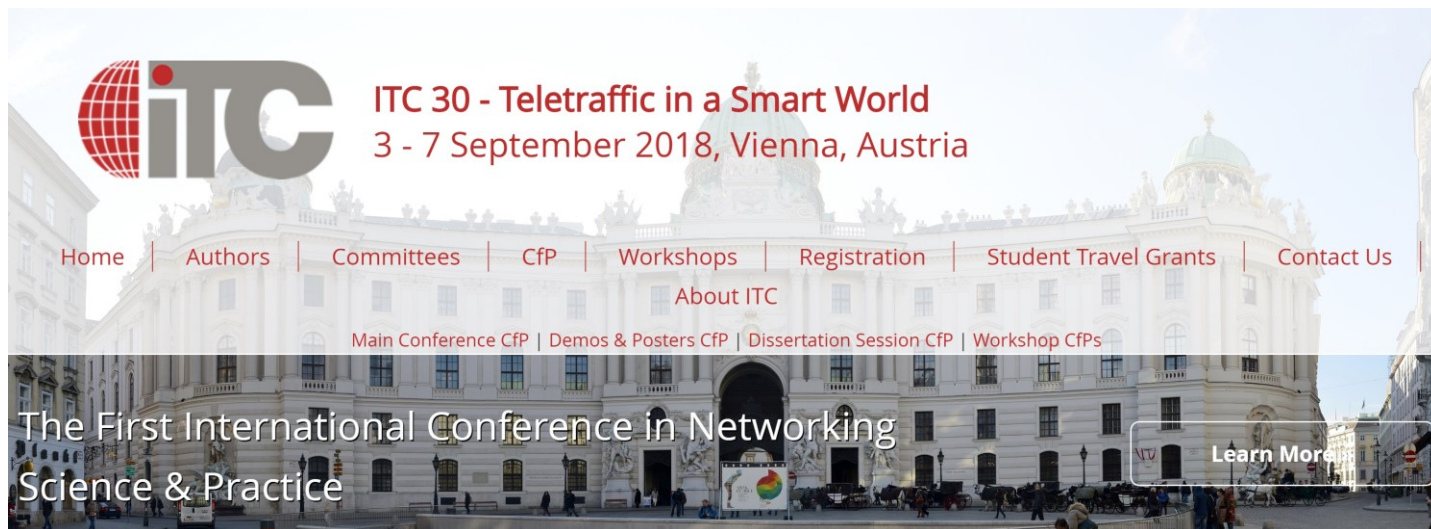 iTC
ITC 30 - Teletraffic in a Smart World
3 - 7 September 2018, Vienna, Austria
Home | Authors | Committees | CfP | Workshops | Registration | Student Travel Grants | Contact Us |
About ITC
Main Conference CfP | Demos & Posters CfP | Dissertation Session CfP | Workshop CfPs
The First International Conference in Networking
Science & Practice
Learn More